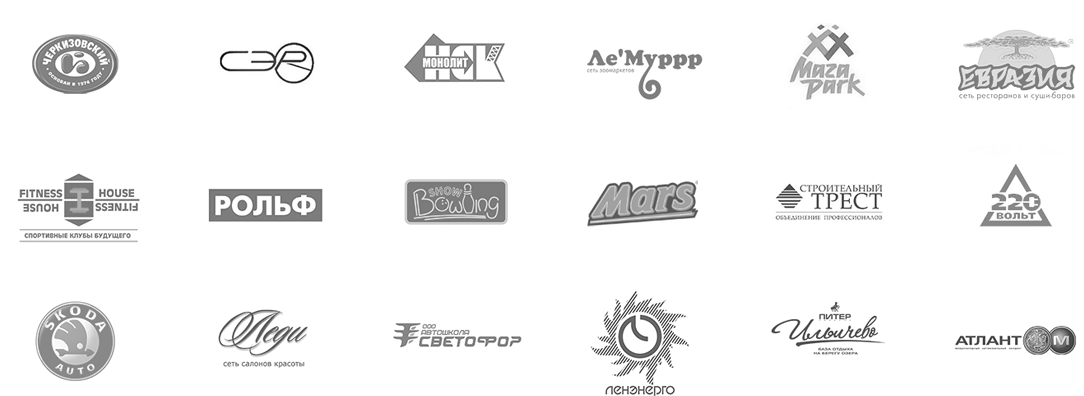 ЧЕРКИЗОВСКИЙ
ОСНОВАН В 1974 ГОДУ
СЗР
НСК
МОНОЛИТ
Ле'Муррр
сеть зоомаркетов
Maza
Park
ЕВРАЗИЯ
сеть ресторанов и суши-баров
FITNESS HOUSE
HOUSE FITNESS
СПОРТИВНЫЕ КЛУБЫ БУДУЩЕГО
РОЛЬФ
SHOW
Bowling
Mars
СТРОИТЕЛЬНЫЙ
ТРЕСТ
ОБЪЕДИНЕНИЕ ПРОФЕССИОНАЛОВ
220
ВОЛЬТ
SKODA
AUTO
Леди
сеть салонов красоты
ООО
АВТОШКОЛА
СВЕТОФОР
ЛЕНЭНЕРГО
ПИТЕР
Ильичево
БАЗА ОТДЫХА
НА БЕРЕГУ ОЗЕРА
АТЛАНТ М